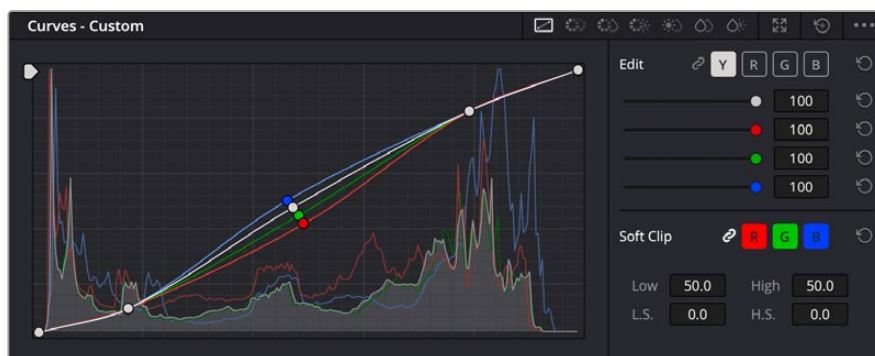 Curves - Custom
Edit Y R G B
100
100
100
100
Soft Clip R G B
Low 50.0 High 50.0
L.S. 0.0 H.S. 0.0